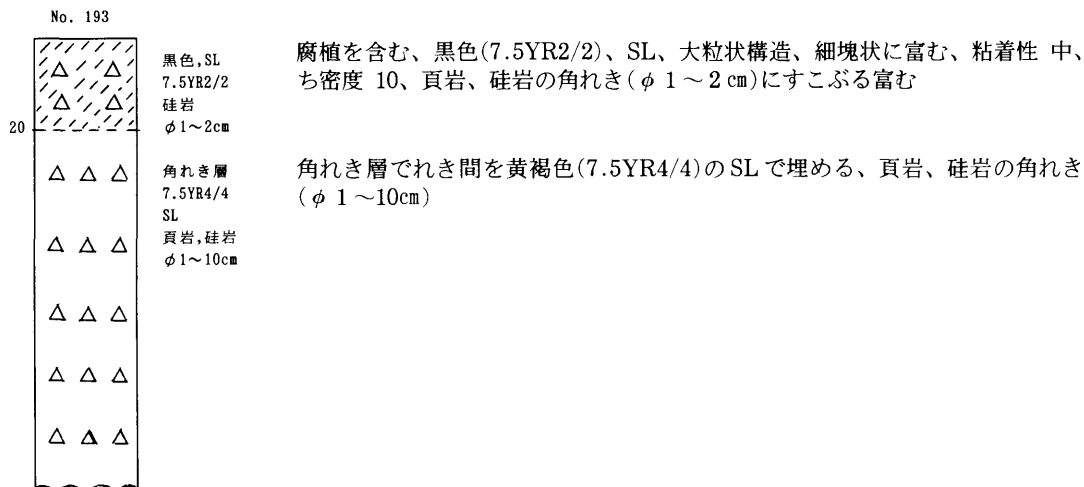 No. 193
黒色,SL
7.5YR2/2
硅岩
φ1~2cm
腐植を含む、黒色(7.5YR2/2)、SL、大粒状構造、細塊状に富む、粘着性 中、
ち密度 10、頁岩、硅岩の角れき(φ 1～2㎝)にすこぶる富む
20
角れき層
7.5YR4/4
SL
頁岩,硅岩
φ1~10cm
角れき層でれき間を黄褐色(7.5YR4/4)のSLで埋める、頁岩、硅岩の角れき
(φ 1～10㎝)